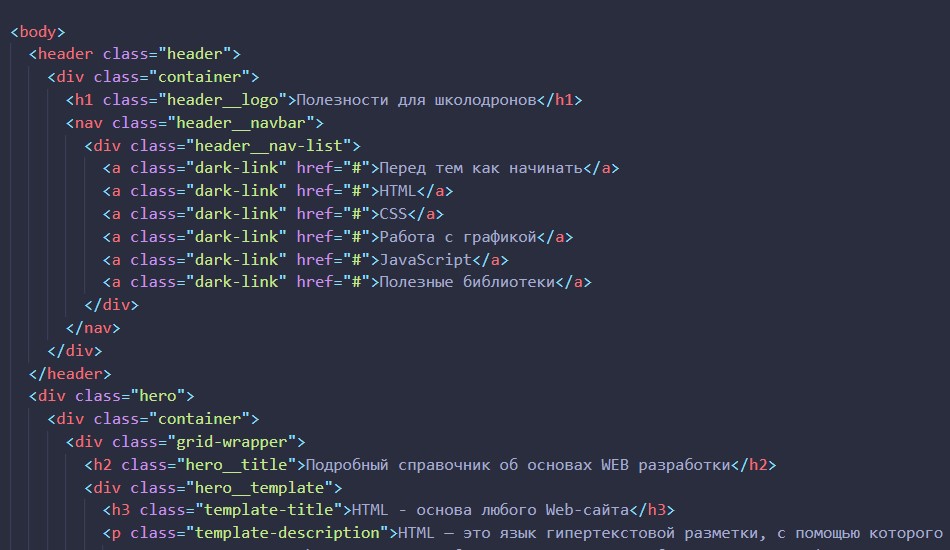 <body>
<header class="header">
<div class="container">
<h1 class="header__logo">Полезности для школодронов</h1>
<nav class="header__navbar">
<div class="header__nav-list">
<a class="dark-link" href="#">Перед тем как начинать</a>
<a class="dark-link" href="#">HTML</a>
<a class="dark-link" href="#">CSS</a>
<a class="dark-link" href="#">Работа с графикой</a>
<a class="dark-link" href="#">JavaScript</a>
<a class="dark-link" href="#">Полезные библиотеки</a>
</div>
</nav>
</div>
</header>
<div class="hero">
<div class="container">
<div class="grid-wrapper">
<h2 class="hero__title">Подробный справочник об основах WEB разработки</h2>
<div class="hero__template">
<h3 class="template-title">HTML - основа любого Web-сайта</h3>
<p class="template-description">HTML — это язык гипертекстовой разметки, с помощью которого